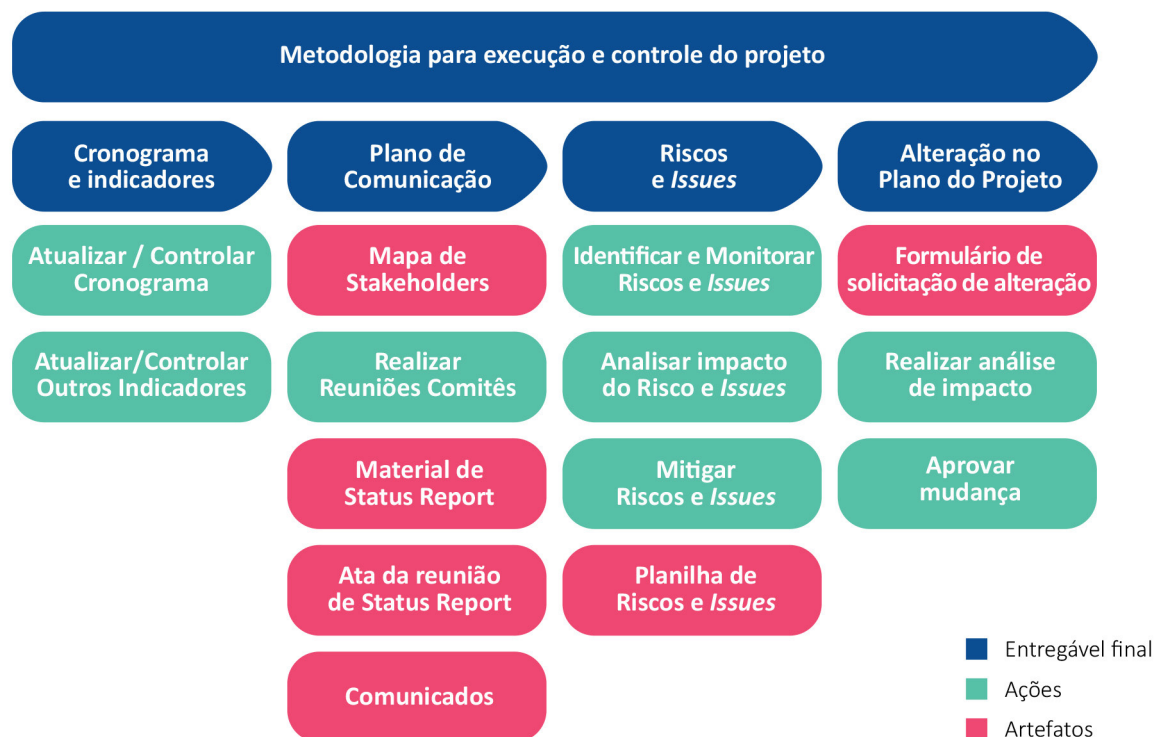 Metodologia para execução e controle do projeto
Cronograma
e indicadores
Plano de
Comunicação
Riscos
e Issues
Alteração no
Plano do Projeto
Atualizar / Controlar
Cronograma
Mapa de
Stakeholders
Identificar e Monitorar
Riscos e Issues
Formulário de
solicitação de alteração
Atualizar/Controlar
Outros Indicadores
Realizar
Reuniões Comitês
Analisar impacto
do Risco e Issues
Realizar análise
de impacto
Material de
Status Report
Mitigar
Riscos e Issues
Aprovar
mudança
Ata da reunião
de Status Report
Planilha de
Riscos e Issues
Comunicados
Entregável final
Ações
Artefatos